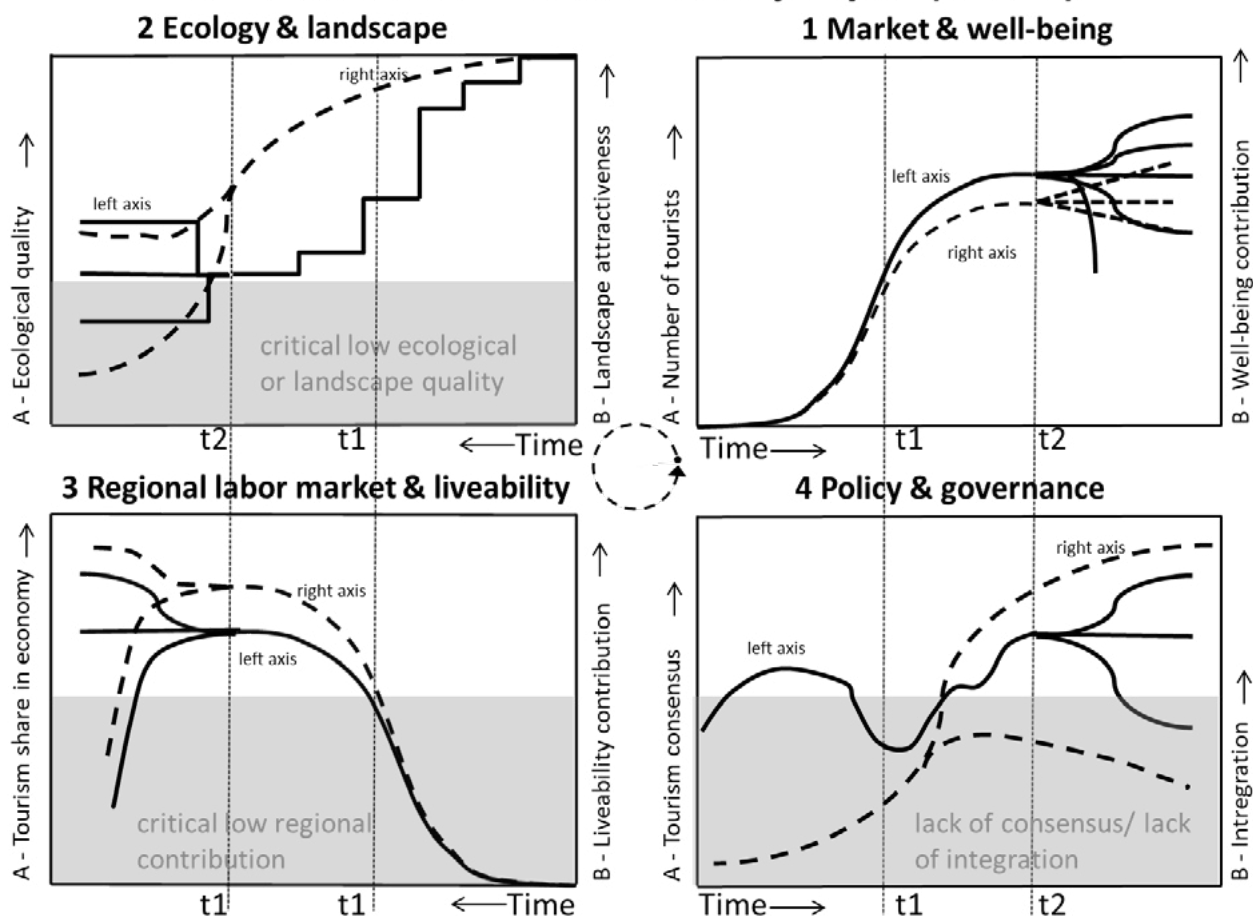 2 Ecology & landscape
1 Market & well-being
A - Ecological quality →
right axis
left axis
critical low ecological
or landscape quality
B - Landscape attractiveness →
t2
t1
←Time
A - Number of tourists →
left axis
right axis
B - Well-being contribution →
Time→
t1
t2
3 Regional labor market & liveability
4 Policy & governance
A - Tourism share in economy →
right axis
left axis
critical low regional
contribution
B - Liveability contribution →
t1
t1
←Time
A - Tourism consensus →
left axis
right axis
lack of consensus/ lack
of integration
B - Intregration →
Time→
t1
t2